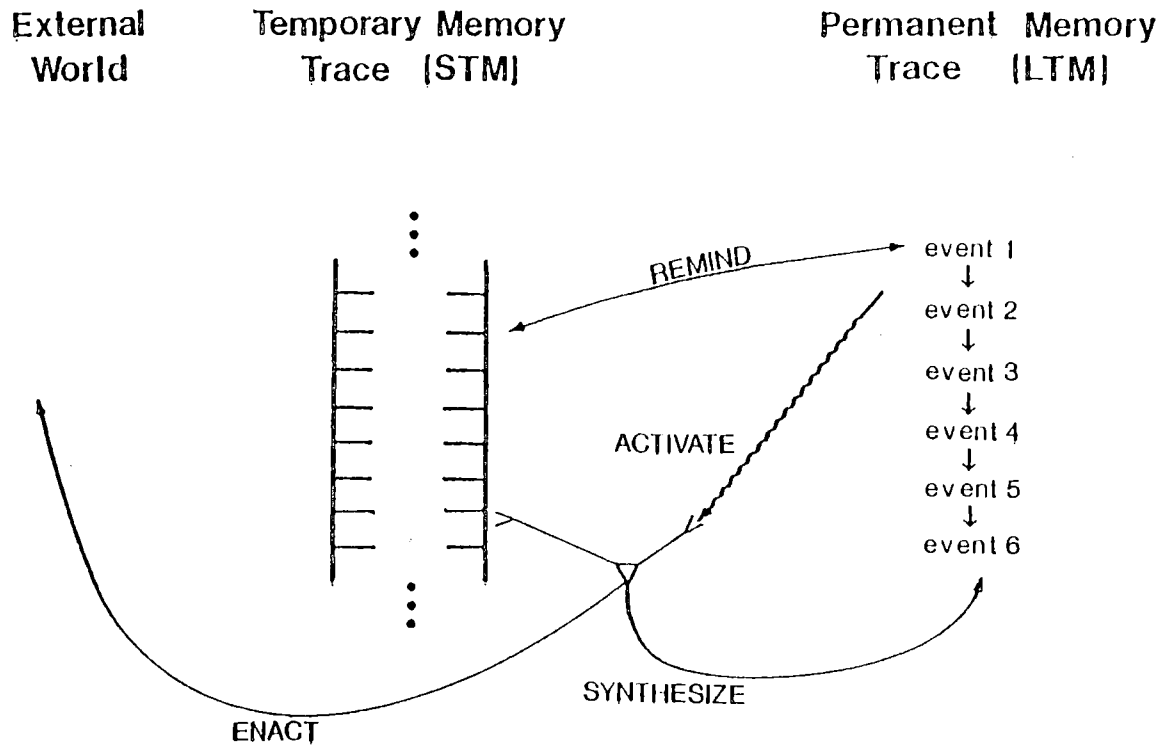 External
World
Temporary Memory
Trace (STM)
Permanent Memory
Trace (LTM)
REMIND
event 1
↓
event 2
↓
event 3
↓
ACTIVATE
event 4
↓
event 5
↓
event 6
SYNTHESIZE
ENACT